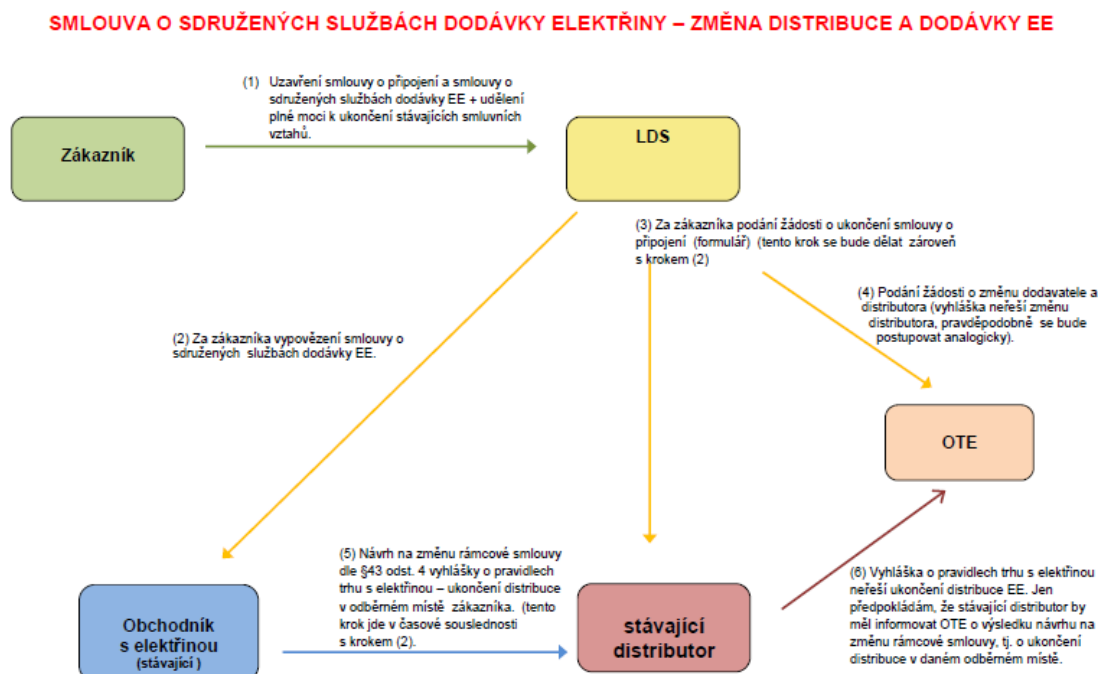 SMLOUVA O SDRUŽENÝCH SLUŽBÁCH DODÁVKY ELEKTŘINY – ZMĚNA DISTRIBUCE A DODÁVKY EE
(1) Uzavření smlouvy o připojení a smlouvy o
sdružených službách dodávky EE + udělení
plné moci k ukončení stávajících smluvních
vztahů.
Zákazník
LDS
(3) Za zákazníka podání žádosti o ukončení smlouvy o
připojení (formulář) (tento krok se bude dělat zároveň
s krokem (2)
(4) Podání žádosti o změnu dodavatele a
distributora (vyhláška neřeší změnu
distributora, pravděpodobně se bude
postupovat analogicky).
(2) Za zákazníka vypovězení smlouvy o
sdružených službách dodávky EE.
OTE
(5) Návrh na změnu rámcové smlouvy
dle §43 odst. 4 vyhlášky o pravidlech
trhu s elektřinou – ukončení distribuce
v odběrném místě zákazníka. (tento
krok jde v časové souslednosti
s krokem (2).
(6) Vyhláška o pravidlech trhu s elektřinou
neřeší ukončení distribuce EE. Jen
předpokládám, že stávající distributor by
měl informovat OTE o výsledku návrhu na
změnu rámcové smlouvy, tj. o ukončení
distribuce v daném odběrném místě.
Obchodník
s elektřinou
(stávající )
stávající
distributor